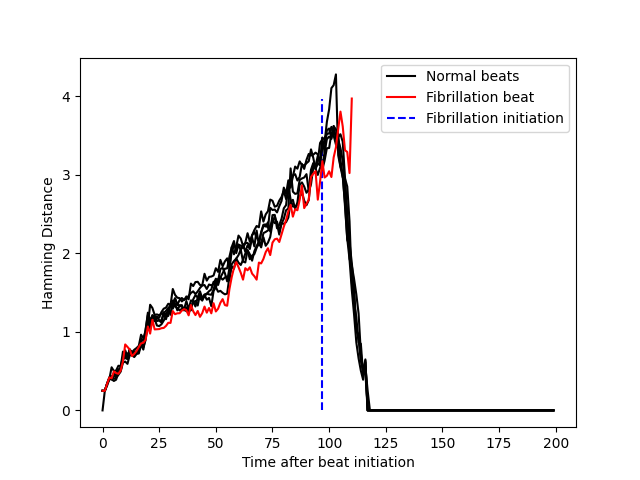 Normal beats
Fibrillation beat
Fibrillation initiation
Hamming Distance
4
3
2
1
0
0 25 50 75 100 125 150 175 200
Time after beat initiation